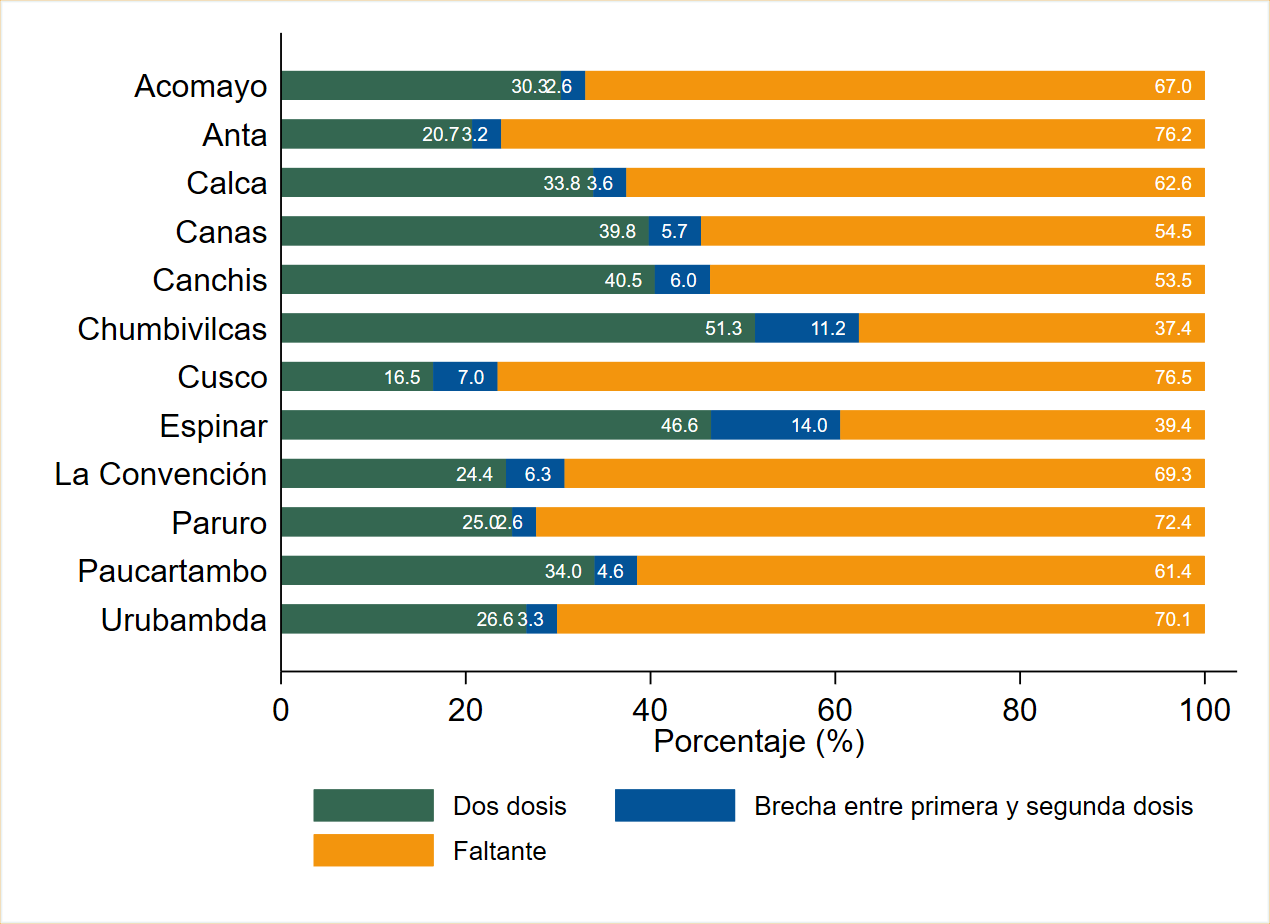 Acomayo 30.3 2.6 67.0
Anta 20.7 3.2 76.2
Calca 33.8 3.6 62.6
Canas 39.8 5.7 54.5
Canchis 40.5 6.0 53.5
Chumbivilcas 51.3 11.2 37.4
Cusco 16.5 7.0 76.5
Espinar 46.6 14.0 39.4
La Convención 24.4 6.3 69.3
Paruro 25.0 2.6 72.4
Paucartambo 34.0 4.6 61.4
Urubambda 26.6 3.3 70.1
0 20 40 60 80 100
Porcentaje (%)
Dos dosis Brecha entre primera y segunda dosis
Faltante